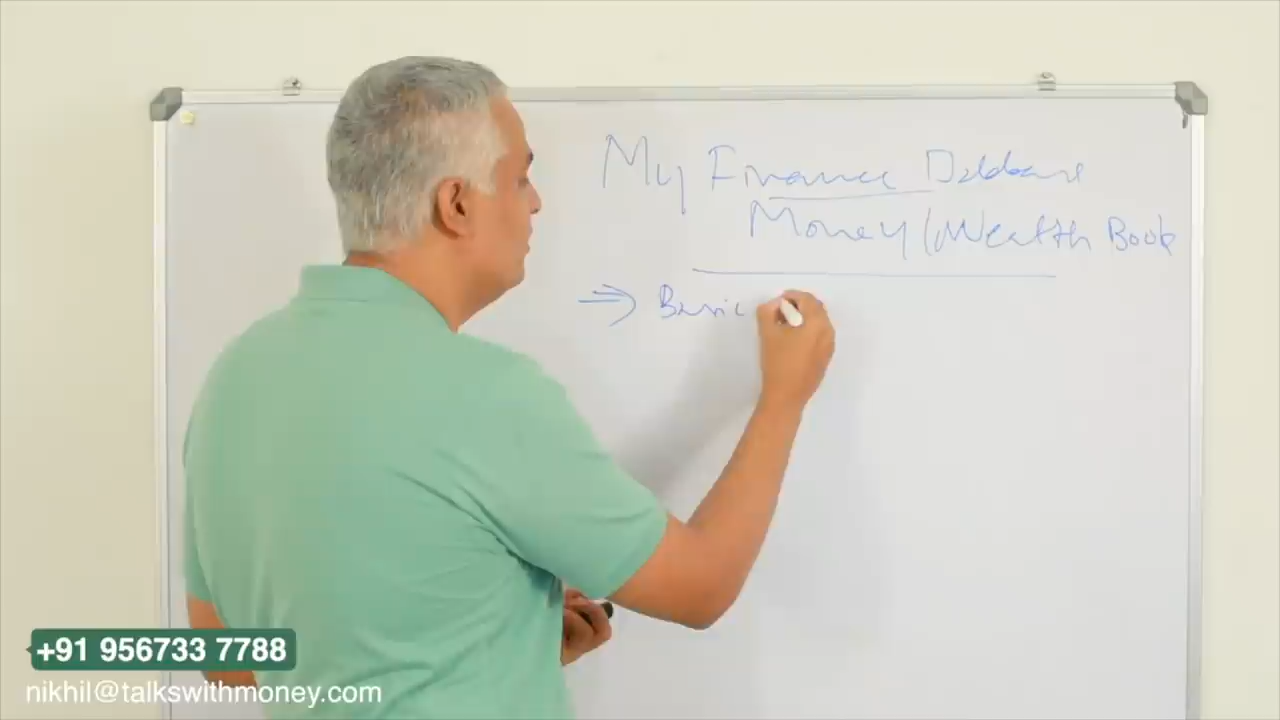 My Finance Database
Money/Wealth Book
⇒ Basic
+91 956733 7788
nikhil@talkswithmoney.com